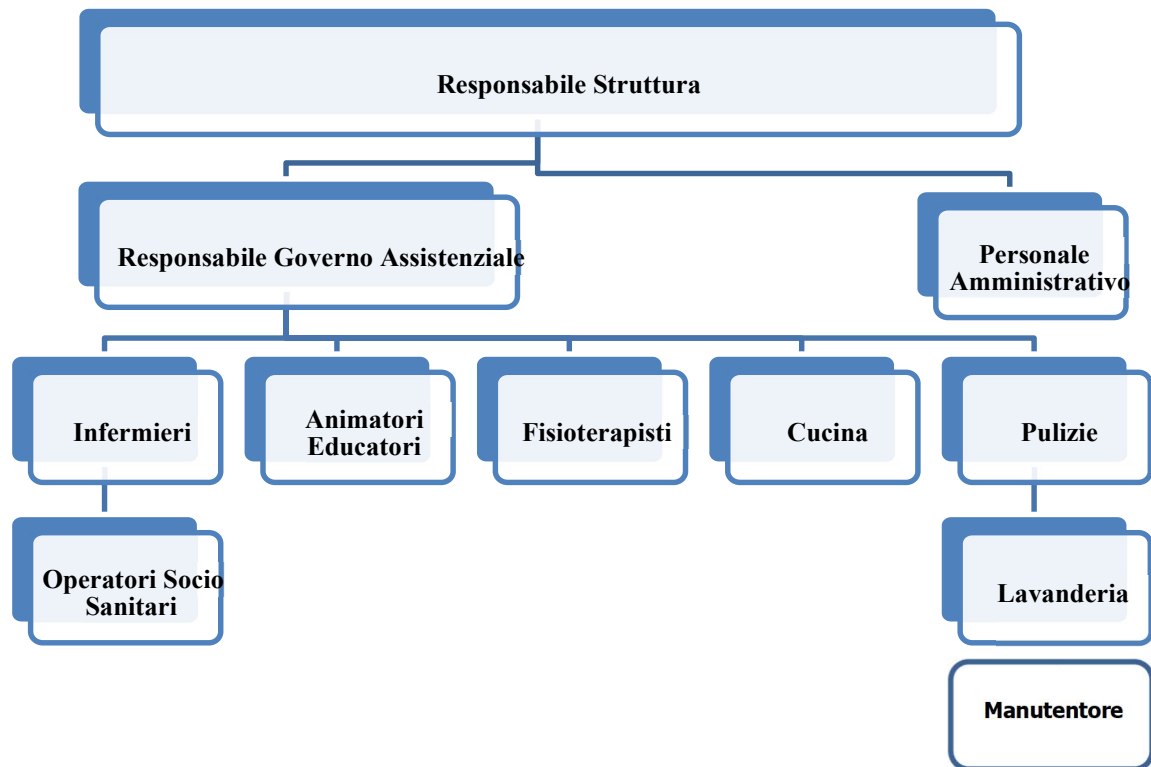 Responsabile Struttura
Responsabile Governo Assistenziale
Personale
Amministrativo
Infermieri
Animatori
Educatori
Fisioterapisti
Cucina
Pulizie
Operatori Socio
Sanitari
Lavanderia
Manutentore